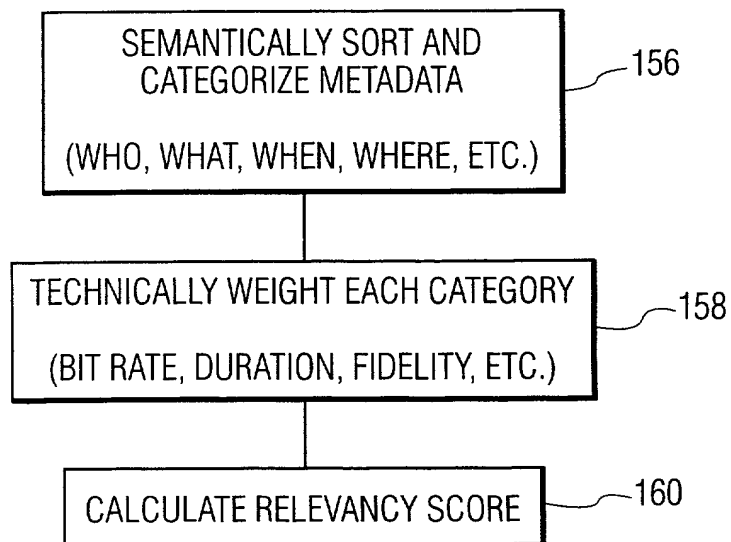 SEMANTICALLY SORT AND
CATEGORIZE METADATA
(WHO, WHAT, WHEN, WHERE, ETC.)
156
TECHNICALLY WEIGHT EACH CATEGORY
(BIT RATE, DURATION, FIDELITY, ETC.)
158
CALCULATE RELEVANCY SCORE
160